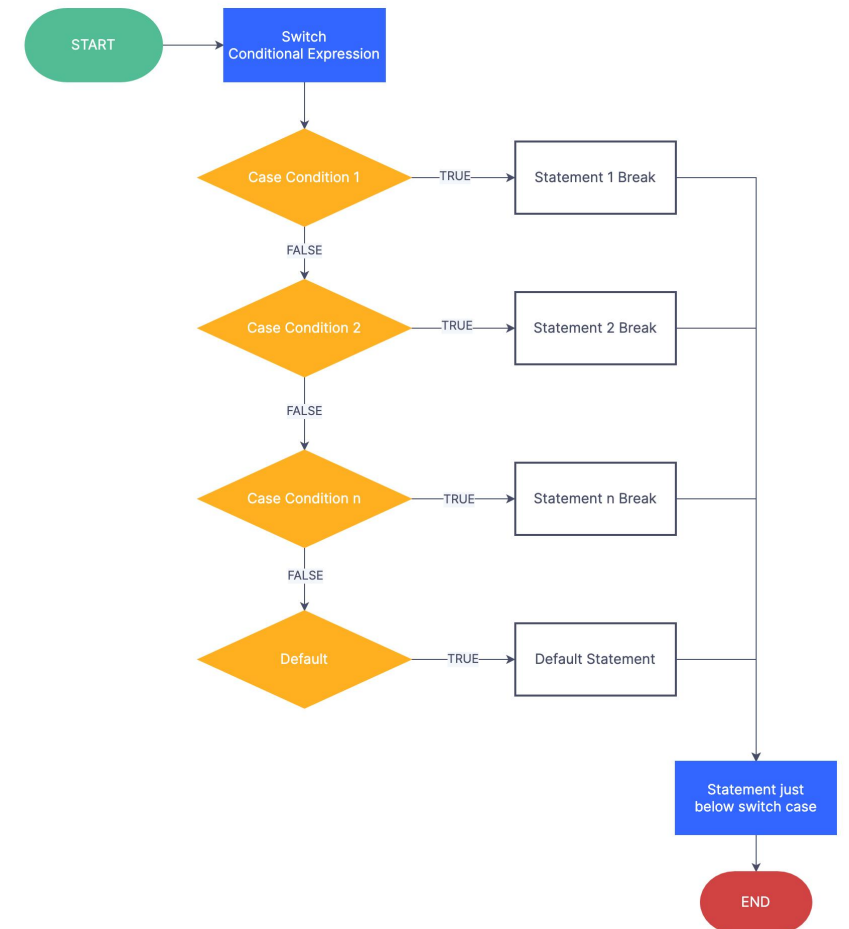 START
Switch
Conditional Expression
Case Condition 1
TRUE
Statement 1 Break
FALSE
Case Condition 2
TRUE
Statement 2 Break
FALSE
Case Condition n
TRUE
Statement n Break
FALSE
Default
TRUE
Default Statement
Statement just
below switch case
END